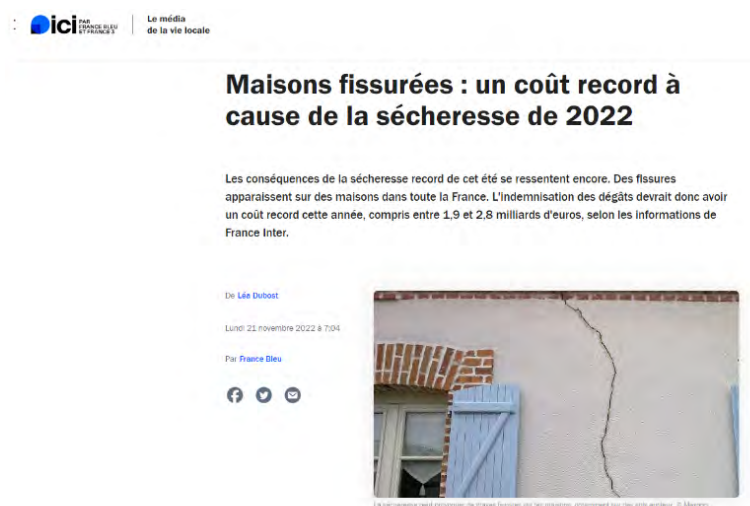 ici
PAR
FRANCE BLEU
ET FRANCE 3
Le média
de la vie locale
Maisons fissurées : un coût record à
cause de la sécheresse de 2022
Les conséquences de la sécheresse record de cet été se ressentent encore. Des fissures
apparaissent sur des maisons dans toute la France. L'indemnisation des dégâts devrait donc avoir
un coût record cette année, compris entre 1,9 et 2,8 milliards d'euros, selon les informations de
France Inter.
De Léa Dubost
Lundi 21 novembre 2022 à 7:04
Par France Bleu